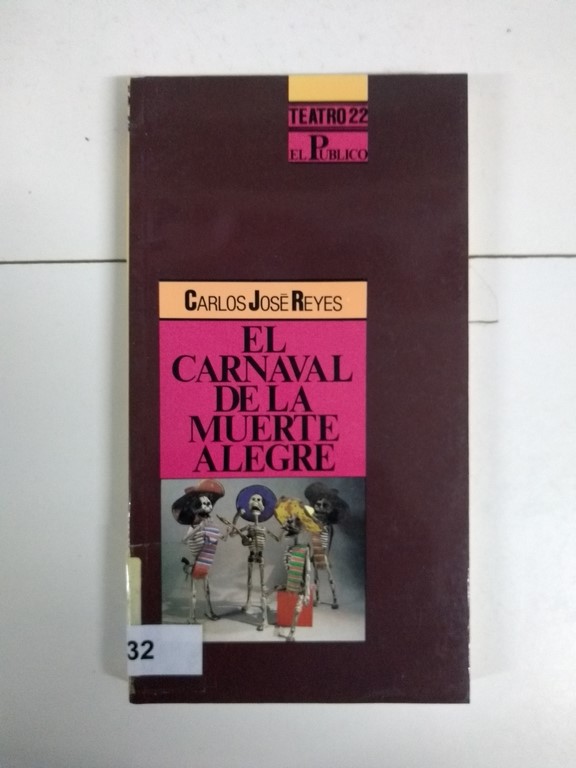 TEATRO 22
EL PUBLICO
CARLOS JOSÉ REYES
EL
CARNAVAL
DE LA
MUERTE
ALEGRE
32